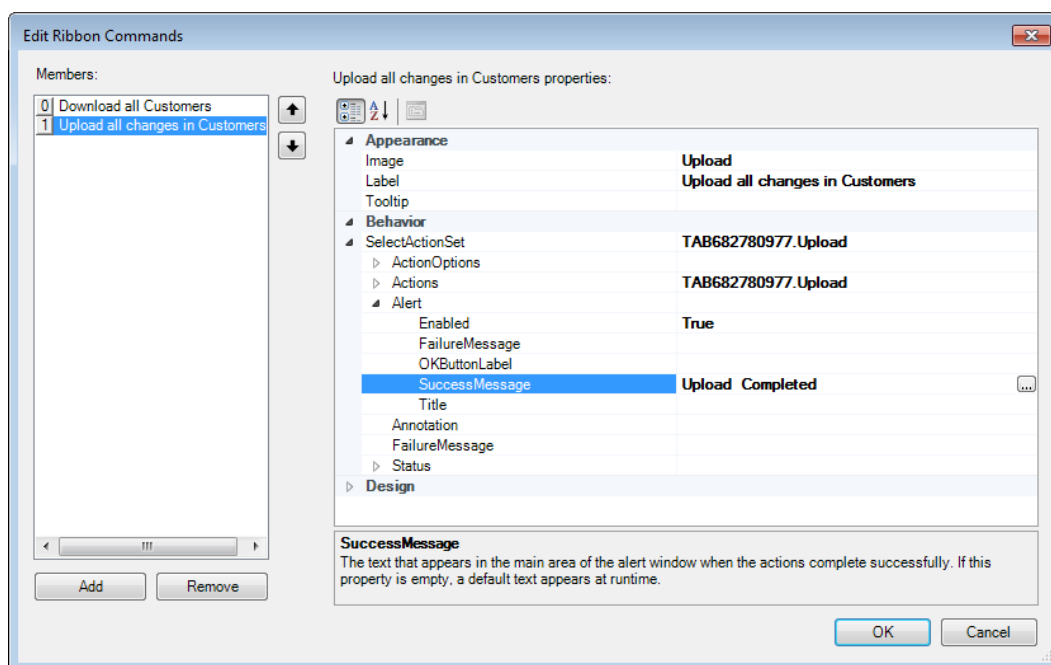 Edit Ribbon Commands
Members:
0 Download all Customers
1 Upload all changes in Customers
Add
Remove
Upload all changes in Customers properties:
Appearance
Image Upload
Label Upload all changes in Customers
Tooltip
Behavior
SelectActionSet TAB682780977.Upload
ActionOptions
Actions TAB682780977.Upload
Alert
Enabled True
FailureMessage
OKButtonLabel
SuccessMessage Upload  Completed ...
Title
Annotation
FailureMessage
Status
Design
SuccessMessage
The text that appears in the main area of the alert window when the actions complete successfully. If this
property is empty, a default text appears at runtime.
OK
Cancel